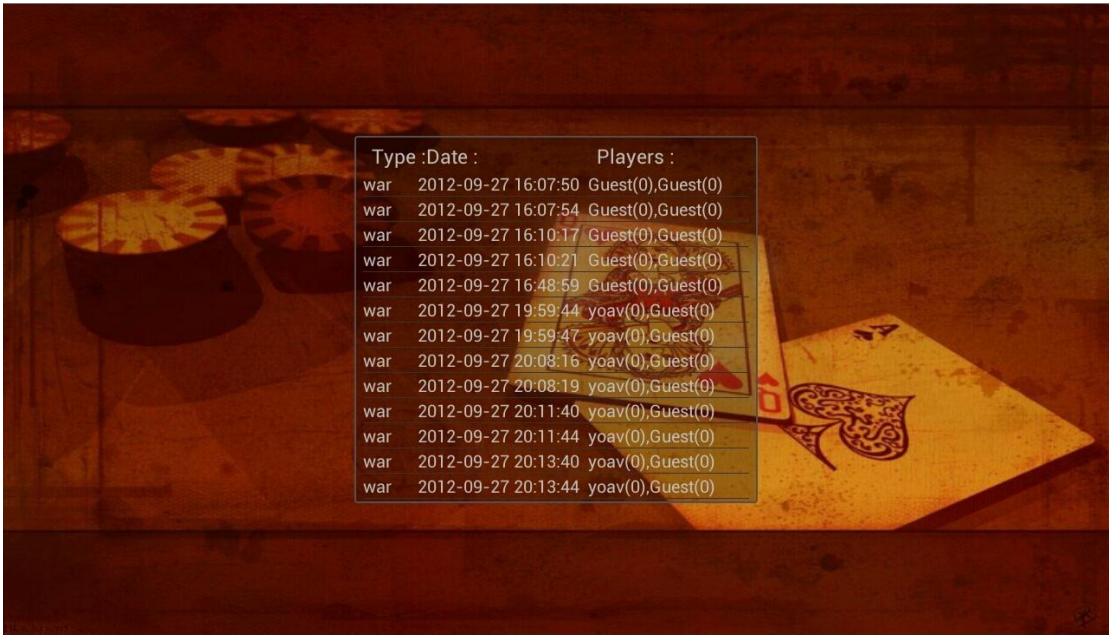 Type :Date : Players :
war 2012-09-27 16:07:50 Guest(0),Guest(0)
war 2012-09-27 16:07:54 Guest(0),Guest(0)
war 2012-09-27 16:10:17 Guest(0),Guest(0)
war 2012-09-27 16:10:21 Guest(0),Guest(0)
war 2012-09-27 16:48:59 Guest(0),Guest(0)
war 2012-09-27 19:59:44 yoav(0),Guest(0)
war 2012-09-27 19:59:47 yoav(0),Guest(0)
war 2012-09-27 20:08:16 yoav(0),Guest(0)
war 2012-09-27 20:08:19 yoav(0),Guest(0)
war 2012-09-27 20:11:40 yoav(0),Guest(0)
war 2012-09-27 20:11:44 yoav(0),Guest(0)
war 2012-09-27 20:13:40 yoav(0),Guest(0)
war 2012-09-27 20:13:44 yoav(0),Guest(0)
A
Q